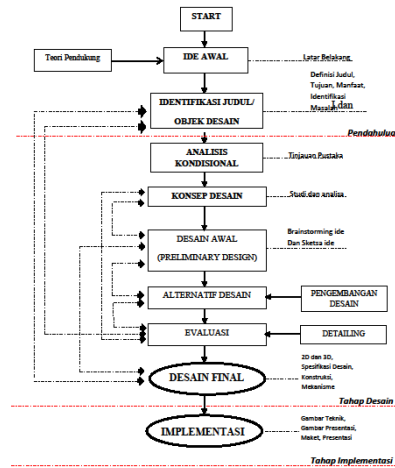 START
Teori Pendukung
IDE AWAL
Latar Belakang
IDENTIFIKASI JUDUL/
OBJEK DESAIN
Definisi Judul,
Tujuan, Manfaat,
Identifikasi
Masalah
dan
Pendahuluan
ANALISIS
KONDISIONAL
Tinjauan Pustaka
KONSEP DESAIN
Studi dan analisa
DESAIN AWAL
(PRELIMINARY DESIGN)
Brainstorming ide
Dan Sketsa ide
ALTERNATIF DESAIN
PENGEMBANGAN
DESAIN
EVALUASI
DETAILING
DESAIN FINAL
2D dan 3D,
Spesifikasi Desain,
Konstruksi,
Mekanisme
Tahap Desain
IMPLEMENTASI
Gambar Teknik,
Gambar Presentasi,
Maket, Presentasi
Tahap Implementasi